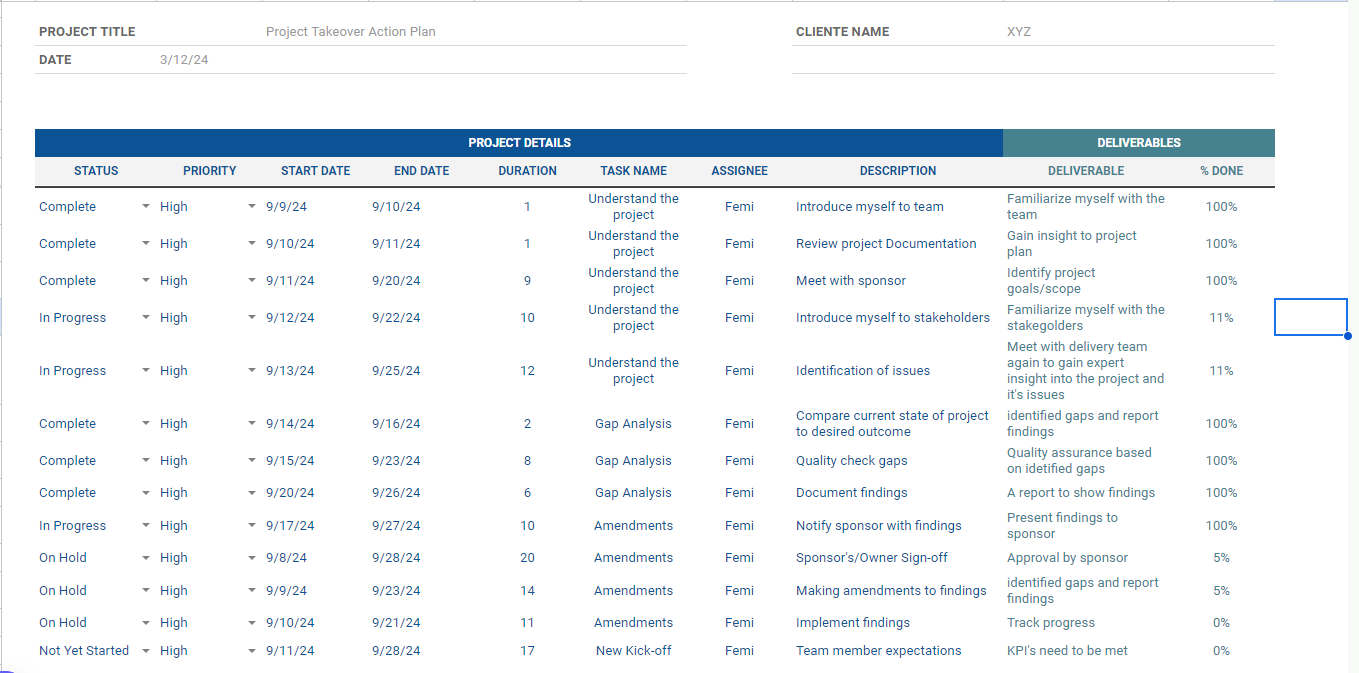 PROJECT TITLE Project Takeover Action Plan CLIENTE NAME XYZ
DATE 3/12/24
PROJECT DETAILS DELIVERABLES
STATUS PRIORITY START DATE END DATE DURATION TASK NAME ASSIGNEE DESCRIPTION DELIVERABLE % DONE
Complete High 9/9/24 9/10/24 1 Understand the project Femi Introduce myself to team Familiarize myself with the team 100%
Complete High 9/10/24 9/11/24 1 Understand the project Femi Review project Documentation Gain insight to project plan 100%
Complete High 9/11/24 9/20/24 9 Understand the project Femi Meet with sponsor Identify project goals/scope 100%
In Progress High 9/12/24 9/22/24 10 Understand the project Femi Introduce myself to stakeholders Familiarize myself with the stakegolders 11%
In Progress High 9/13/24 9/25/24 12 Understand the project Femi Identification of issues Meet with delivery team again to gain expert insight into the project and it's issues 11%
Complete High 9/14/24 9/16/24 2 Gap Analysis Femi Compare current state of project to desired outcome identified gaps and report findings 100%
Complete High 9/15/24 9/23/24 8 Gap Analysis Femi Quality check gaps Quality assurance based on idetified gaps 100%
Complete High 9/20/24 9/26/24 6 Gap Analysis Femi Document findings A report to show findings 100%
In Progress High 9/17/24 9/27/24 10 Amendments Femi Notify sponsor with findings Present findings to sponsor 100%
On Hold High 9/8/24 9/28/24 20 Amendments Femi Sponsor's/Owner Sign-off Approval by sponsor 5%
On Hold High 9/9/24 9/23/24 14 Amendments Femi Making amendments to findings identified gaps and report findings 5%
On Hold High 9/10/24 9/21/24 11 Amendments Femi Implement findings Track progress 0%
Not Yet Started High 9/11/24 9/28/24 17 New Kick-off Femi Team member expectations KPI's need to be met 0%